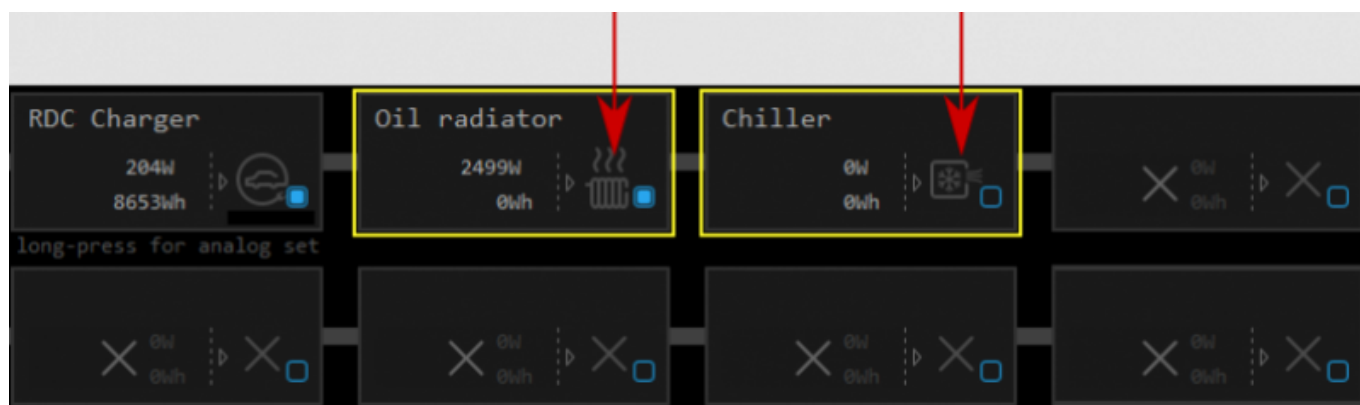 RDC Charger
204W
8653Wh
long-press for analog set
Oil radiator
2499W
0Wh
Chiller
0W
0Wh
0W
0Wh
0W
0Wh
0W
0Wh
0W
0Wh
0W
0Wh